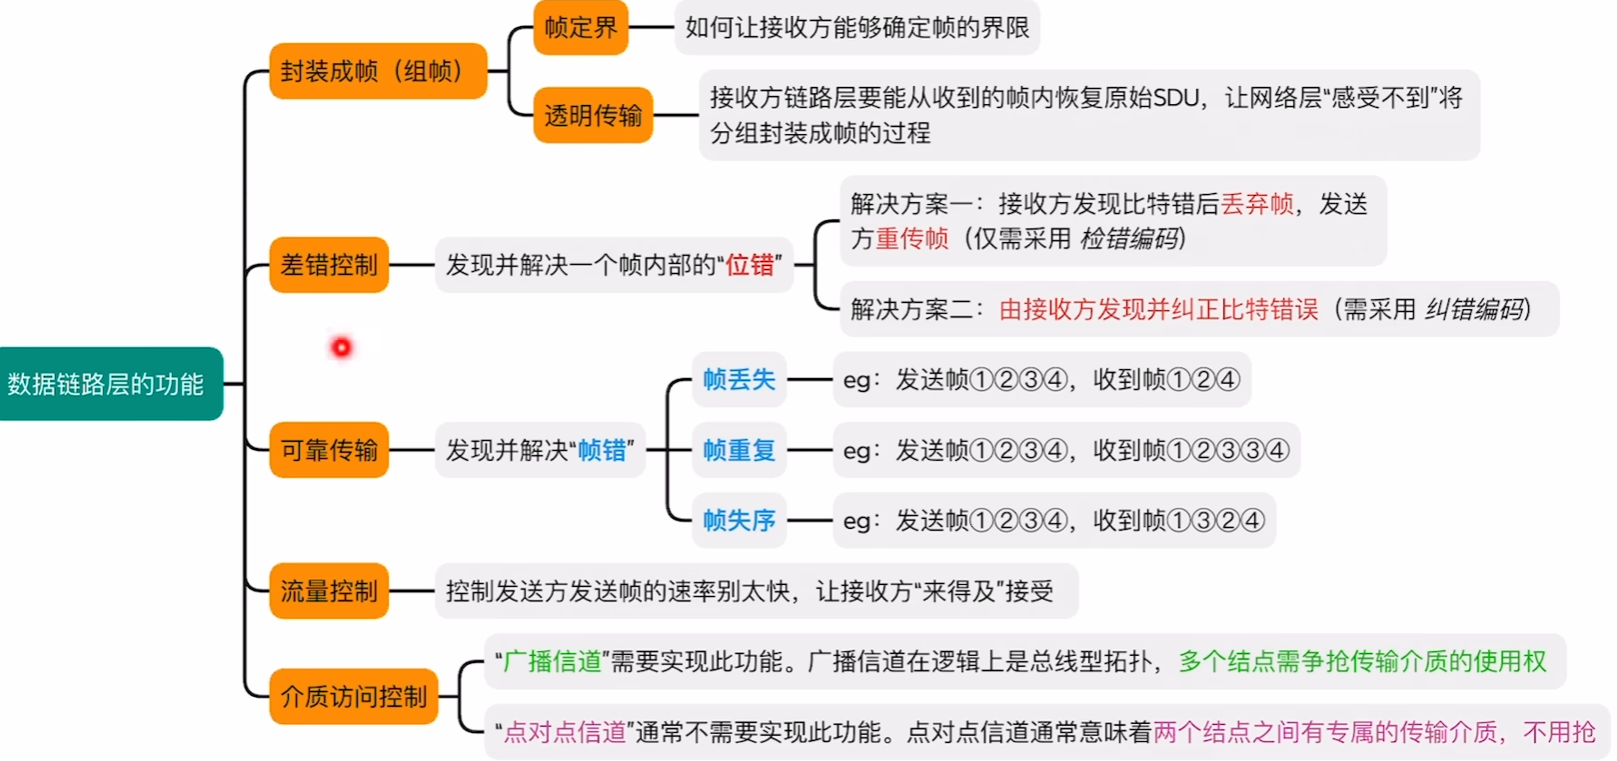 数据链路层的功能
封装成帧（组帧）
帧定界
如何让接收方能够确定帧的界限
透明传输
接收方链路层要能从收到的帧内恢复原始SDU，让网络层“感受不到”将
分组封装成帧的过程
差错控制
发现并解决一个帧内部的“位错”
解决方案一：接收方发现比特错后丢弃帧，发送
方重传帧（仅需采用 检错编码）
解决方案二：由接收方发现并纠正比特错误（需采用 纠错编码）
可靠传输
发现并解决“帧错”
帧丢失
eg：发送帧①②③④，收到帧①②④
帧重复
eg：发送帧①②③④，收到帧①②③③④
帧失序
eg：发送帧①②③④，收到帧①③②④
流量控制
控制发送方发送帧的速率别太快，让接收方“来得及”接受
介质访问控制
“广播信道”需要实现此功能。广播信道在逻辑上是总线型拓扑，多个结点需争抢传输介质的使用权
“点对点信道”通常不需要实现此功能。点对点信道通常意味着两个结点之间有专属的传输介质，不用抢